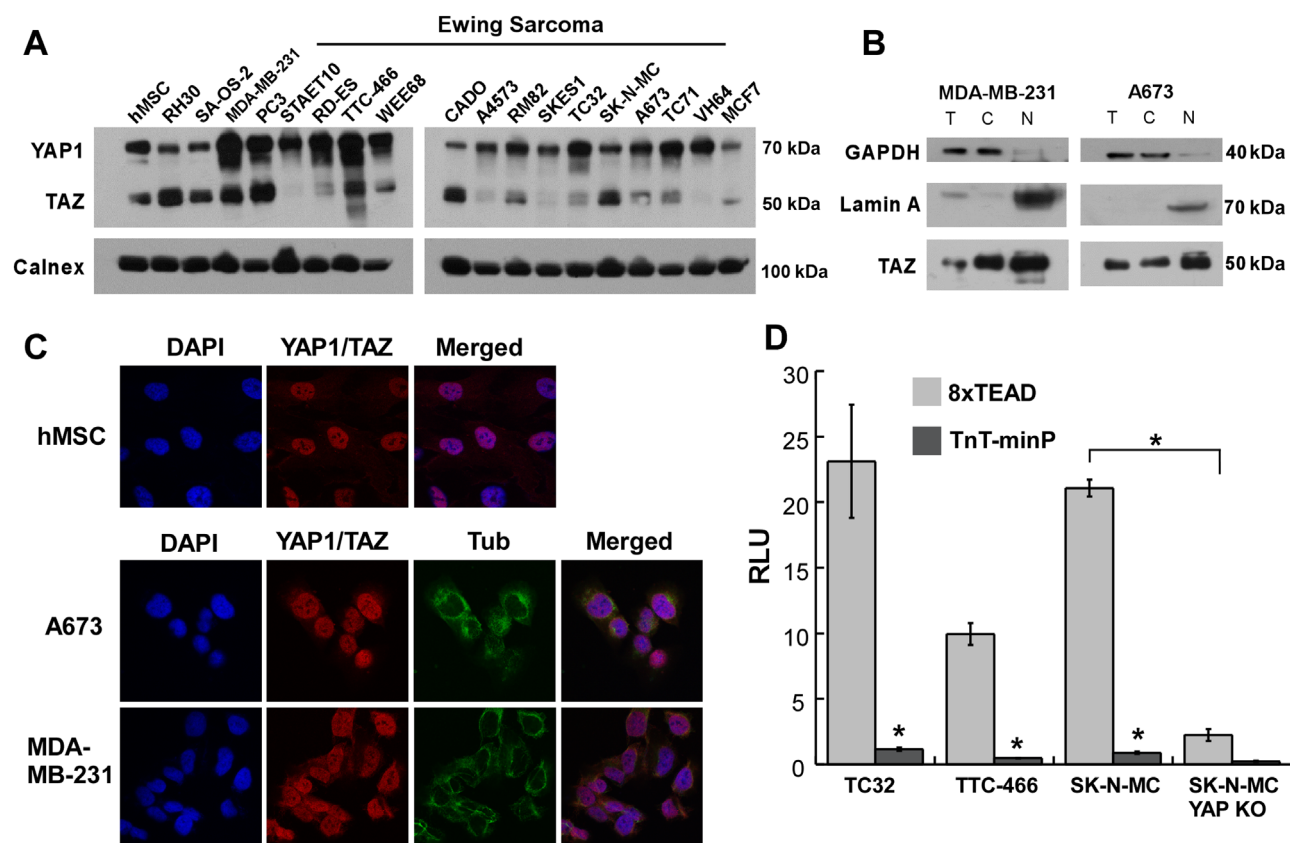 A
Ewing Sarcoma
hMSC
RH30
SA-OS-2
MDA-MB-231
PC3
STAET10
RD-ES
TTC-466
WEE68
CADO
A4573
RM82
SKES1
TC32
SK-N-MC
A673
TC71
VH64
MCF7
YAP1
70 kDa
TAZ
50 kDa
Calnex
100 kDa
B
MDA-MB-231
A673
T C N
T C N
GAPDH
40kDa
Lamin A
70 kDa
TAZ
50 kDa
C
DAPI
YAP1/TAZ
Merged
hMSC
DAPI
YAP1/TAZ
Tub
Merged
A673
MDA-
MB-231
D
30
25
20
15
10
5
0
RLU
8xTEAD
TnT-minP
*
*
*
*
TC32
TTC-466
SK-N-MC
SK-N-MC
YAP KO